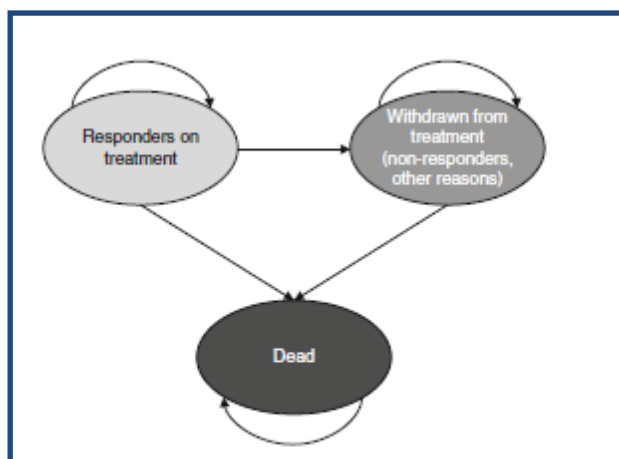 Responders on
treatment
Withdrawn from
treatment
(non-responders,
other reasons)
Dead